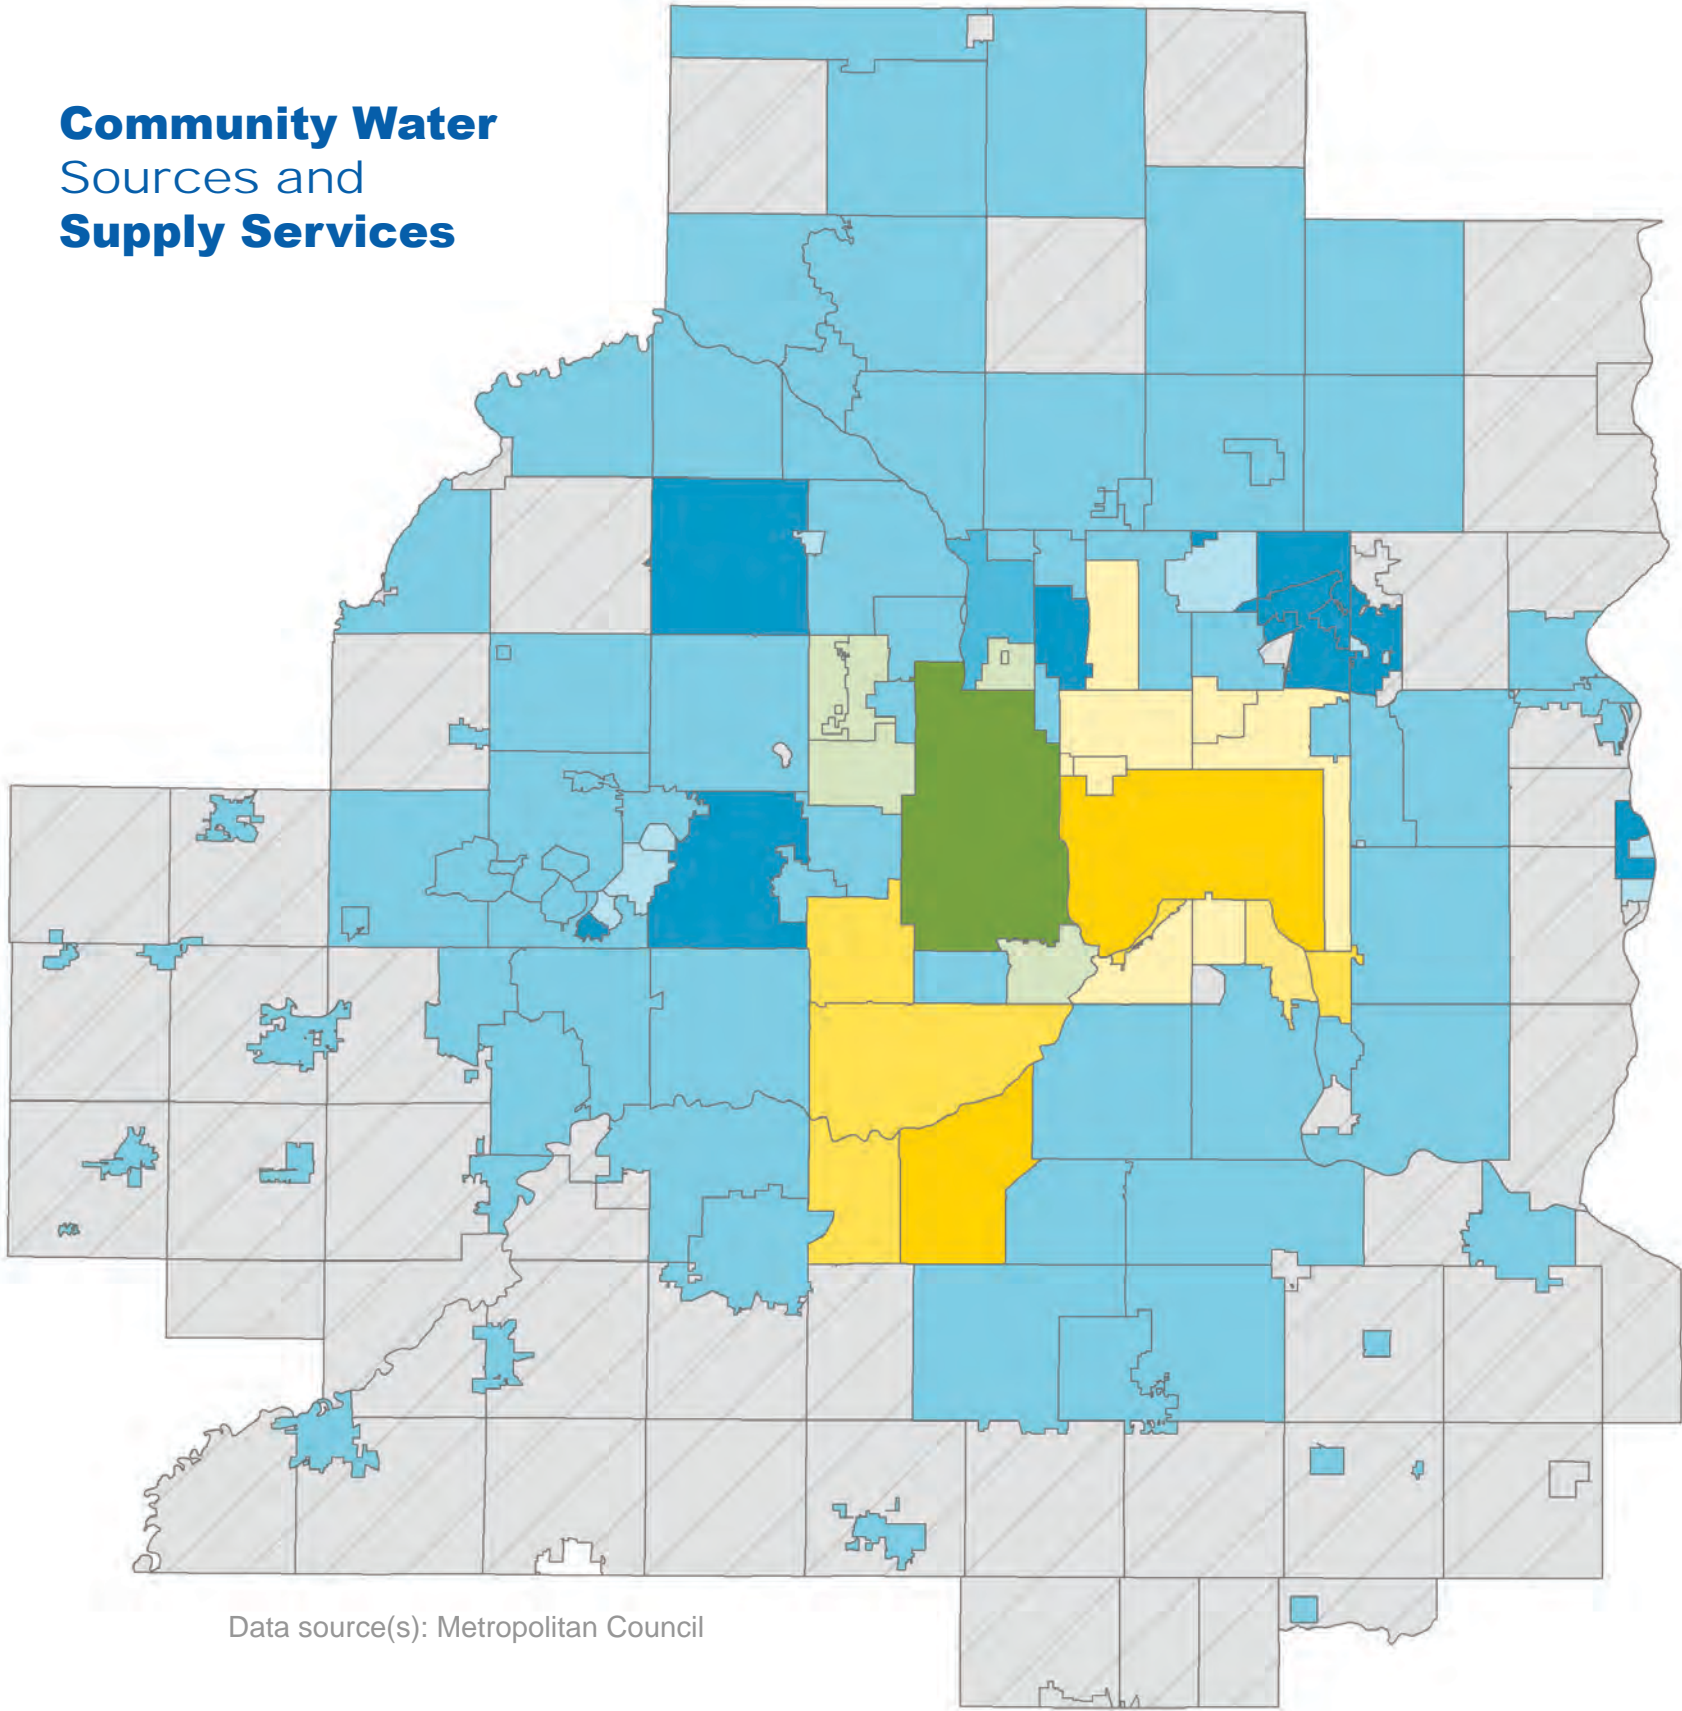 Community Water
Sources and
Supply Services
Data source(s): Metropolitan Council